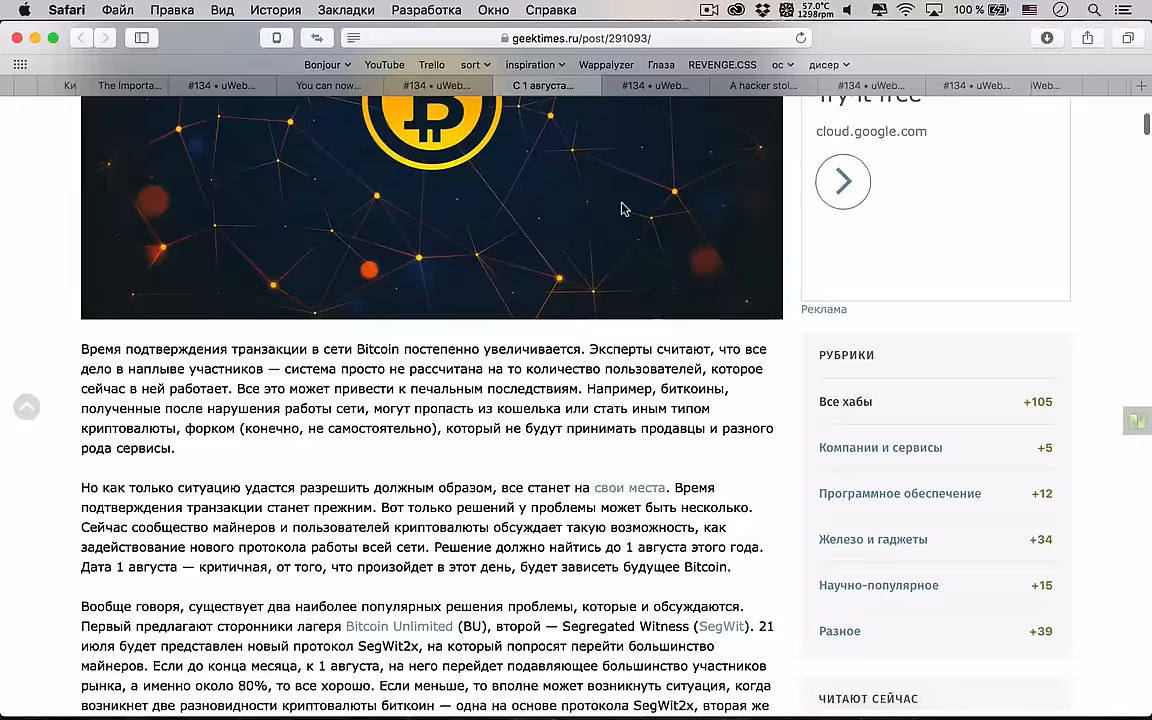 Safari Файл Правка Вид История Закладки Разработка Окно Справка 57.0°C 1298rpm 100 %
geektimes.ru/post/291093/
Bonjour YouTube Trello sort inspiration Wappalyzer Глаза REVENGE.CSS ос дисер
Ки The Importa... #134 – uWeb... You can now... #134 – uWeb... С 1 августа... #134 – uWeb... A hacker stol... #134 – uWeb... #134 – uWeb... iWeb...
Try it free
cloud.google.com
Реклама
Время подтверждения транзакции в сети Bitcoin постепенно увеличивается. Эксперты считают, что все
дело в наплыве участников — система просто не рассчитана на то количество пользователей, которое
сейчас в ней работает. Все это может привести к печальным последствиям. Например, биткоины,
полученные после нарушения работы сети, могут пропасть из кошелька или стать иным типом
криптовалюты, форком (конечно, не самостоятельно), который не будут принимать продавцы и разного
рода сервисы.
Но как только ситуацию удастся разрешить должным образом, все станет на свои места. Время
подтверждения транзакции станет прежним. Вот только решений у проблемы может быть несколько.
Сейчас сообщество майнеров и пользователей криптовалюты обсуждает такую возможность, как
задействование нового протокола работы всей сети. Решение должно найтись до 1 августа этого года.
Дата 1 августа — критичная, от того, что произойдет в этот день, будет зависеть будущее Bitcoin.
Вообще говоря, существует два наиболее популярных решения проблемы, которые и обсуждаются.
Первый предлагают сторонники лагеря Bitcoin Unlimited (BU), второй — Segregated Witness (SegWit). 21
июля будет представлен новый протокол SegWit2x, на который попросят перейти большинство
майнеров. Если до конца месяца, к 1 августа, на него перейдет подавляющее большинство участников
рынка, а именно около 80%, то все хорошо. Если меньше, то вполне может возникнуть ситуация, когда
возникнет две разновидности криптовалюты биткоин — одна на основе протокола SegWit2x, вторая же
РУБРИКИ
Все хабы +105
Компании и сервисы +5
Программное обеспечение +12
Железо и гаджеты +34
Научно-популярное +15
Разное +39
ЧИТАЮТ СЕЙЧАС